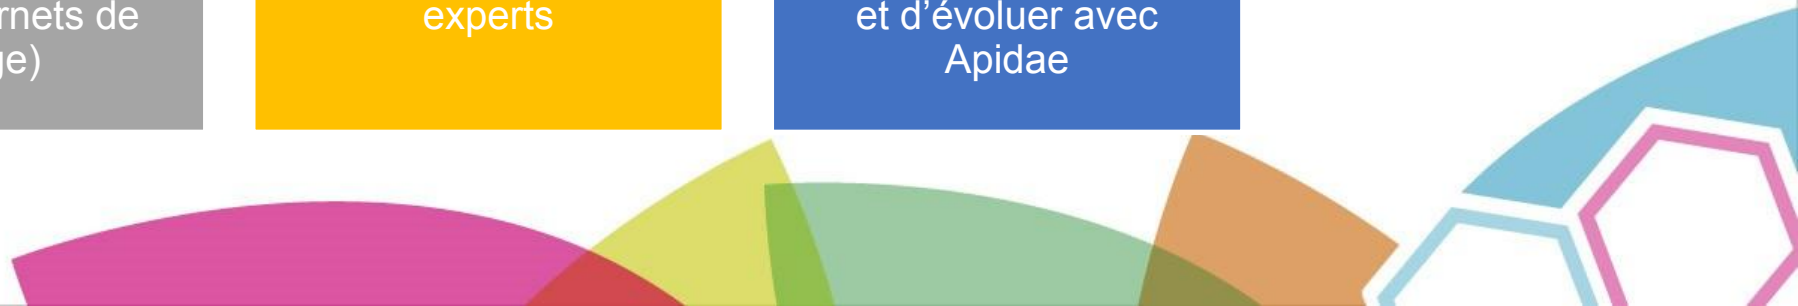 rnets de
ge)
experts
et d’évoluer avec
Apidae